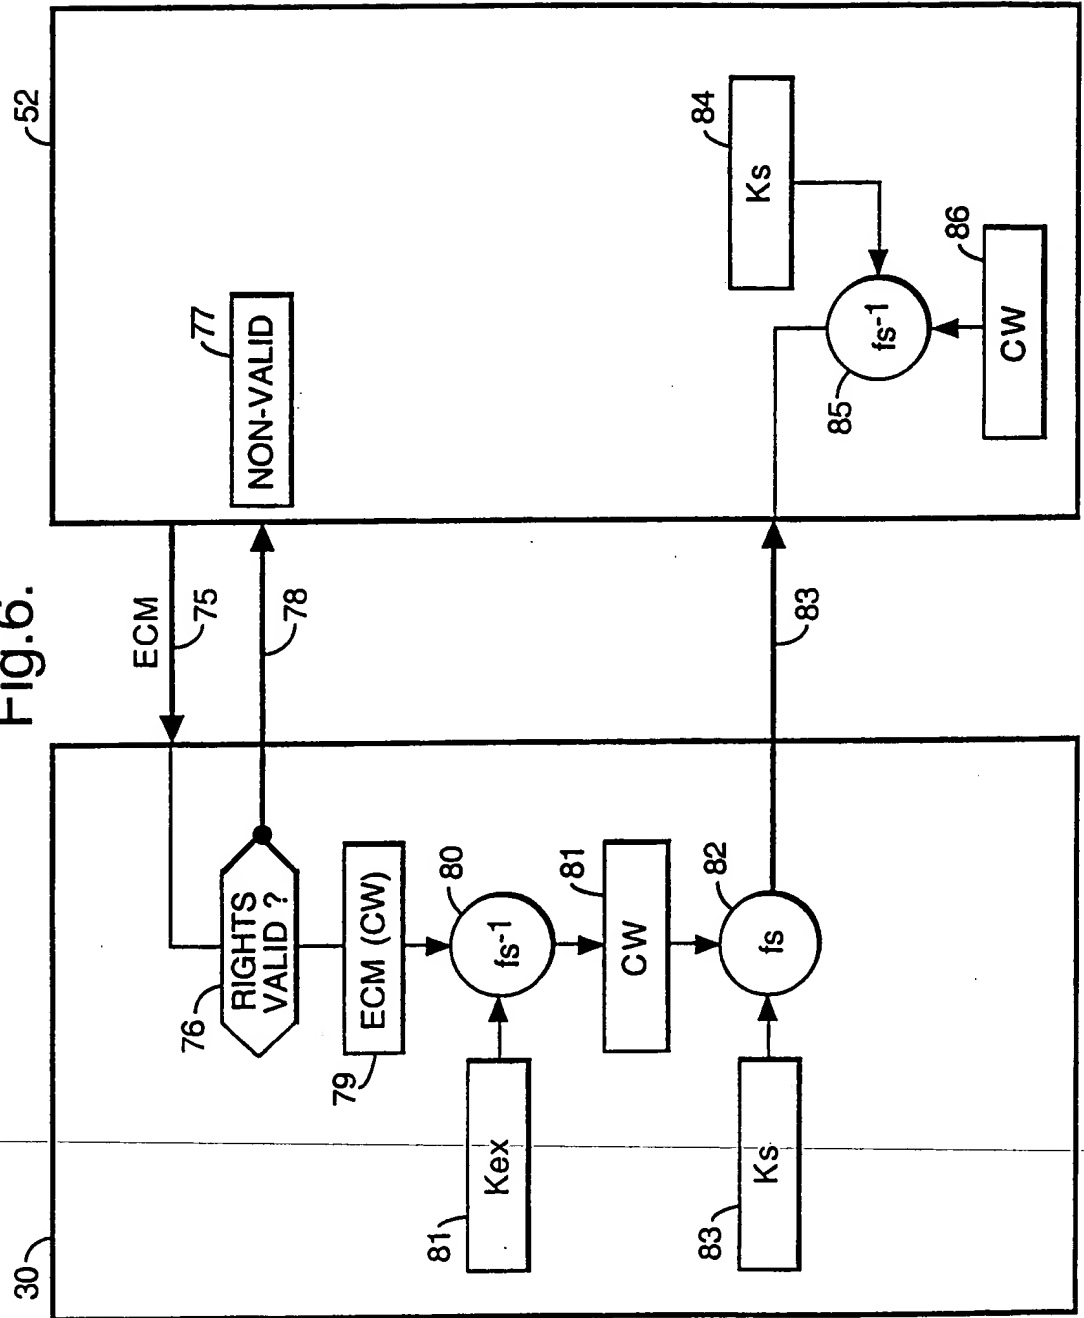 Fig.6.
30
52
ECM
75
76
RIGHTS
VALID ?
78
77
NON-VALID
79
ECM (CW)
80
fs-1
81
Kex
81
CW
82
fs
83
Ks
83
84
Ks
85
fs-1
86
CW